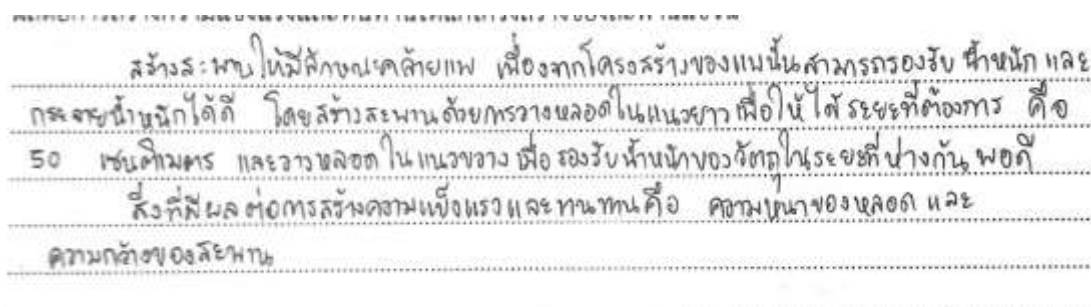 สร้างสะพานให้มีลักษณะคล้ายแพ เนื่องจากโครงสร้างของแพนั้นสามารถรองรับ น้ำหนัก และ
กระจายน้ำหนักได้ดี โดยสร้างสะพานด้วยการวางหลอดในแนวยาว เพื่อให้ได้ ระยะที่ต้องการ คือ
50 เซนติเมตร และวางหลอด ในแนวขวาง เพื่อ รองรับน้ำหนักของวัตถุในระยะที่ห่างกัน พอดี
สิ่งที่มีผล ต่อการสร้างความแข็งแรงและทนทาน คือ ความหนาของหลอด และ
ความกว้างของสะพาน